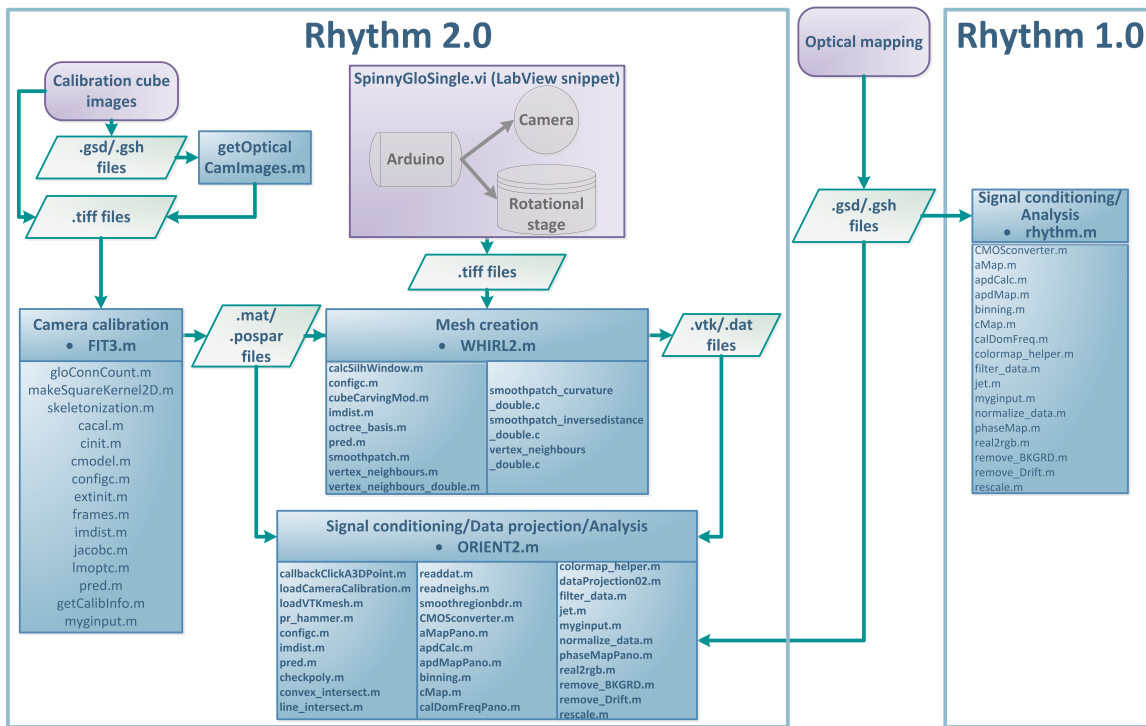 Rhythm 2.0
Optical mapping
Rhythm 1.0
Calibration cube
images
.gsd/.gsh
files
getOptical
CamImages.m
.tiff files
SpinnyGloSingle.vi (LabView snippet)
Arduino
Camera
Rotational
stage
.tiff files
.gsd/.gsh
files
Signal conditioning/
Analysis
• rhythm.m
CMOSconverter.m
aMap.m
apdCalc.m
apdMap.m
binning.m
cMap.m
calDomFreq.m
colormap_helper.m
filter_data.m
jet.m
myginput.m
normalize_data.m
phaseMap.m
real2rgb.m
remove_BKGRD.m
remove_Drift.m
rescale.m
Camera calibration
• FIT3.m
gloConnCount.m
makeSquareKernel2D.m
skeletonization.m
cacal.m
cinit.m
cmodel.m
configc.m
extinit.m
frames.m
imdist.m
jacobc.m
lmoptc.m
pred.m
getCalibInfo.m
myginput.m
.mat/
.pospar
files
Mesh creation
• WHIRL2.m
calcSilhWindow.m
configc.m
cubeCarvingMod.m
imdist.m
octree_basis.m
pred.m
smoothpatch.m
vertex_neighbours.m
vertex_neighbours_double.m
smoothpatch_curvature
_double.c
smoothpatch_inversedistance
_double.c
vertex_neighbours
_double.c
.vtk/.dat
files
Signal conditioning/Data projection/Analysis
• ORIENT2.m
callbackClickA3DPoint.m
loadCameraCalibration.m
loadVTKmesh.m
pr_hammer.m
configc.m
imdist.m
pred.m
checkpoly.m
convex_intersect.m
line_intersect.m
readdat.m
readneighs.m
smoothregionbdr.m
CMOSconverter.m
aMapPano.m
apdCalc.m
apdMapPano.m
binning.m
cMap.m
calDomFreqPano.m
colormap_helper.m
dataProjection02.m
filter_data.m
jet.m
myginput.m
normalize_data.m
phaseMapPano.m
real2rgb.m
remove_BKGRD.m
remove_Drift.m
rescale.m